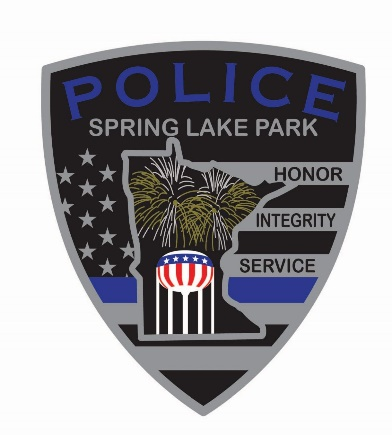 POLICE
SPRING LAKE PARK
HONOR
INTEGRITY
SERVICE